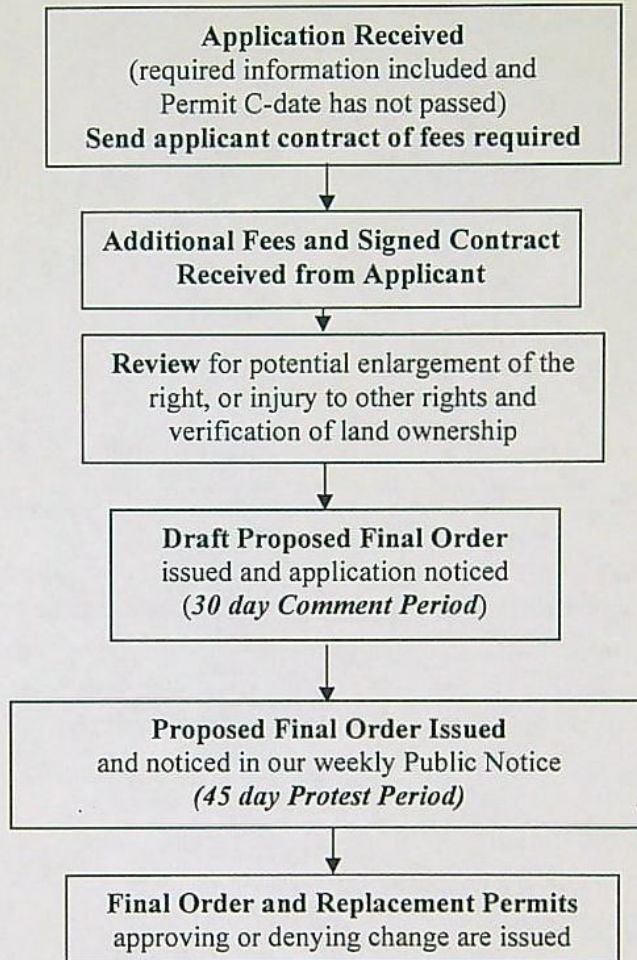 Application Received
(required information included and
Permit C-date has not passed)
Send applicant contract of fees required
Additional Fees and Signed Contract
Received from Applicant
Review for potential enlargement of the
right, or injury to other rights and
verification of land ownership
Draft Proposed Final Order
issued and application noticed
(30 day Comment Period)
Proposed Final Order Issued
and noticed in our weekly Public Notice
(45 day Protest Period)
Final Order and Replacement Permits
approving or denying change are issued